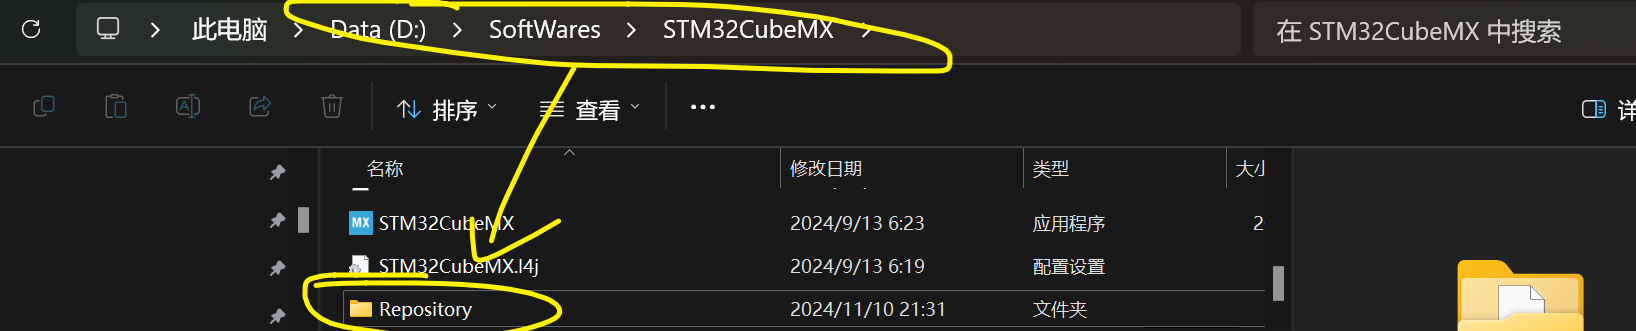 此电脑 > Data (D:) > SoftWares > STM32CubeMX > 在 STM32CubeMX 中搜索
排序 查看 ··· 详
名称 修改日期 类型 大小
MX STM32CubeMX 2024/9/13 6:23 应用程序
STM32CubeMX.l4j 2024/9/13 6:19 配置设置
Repository 2024/11/10 21:31 文件夹